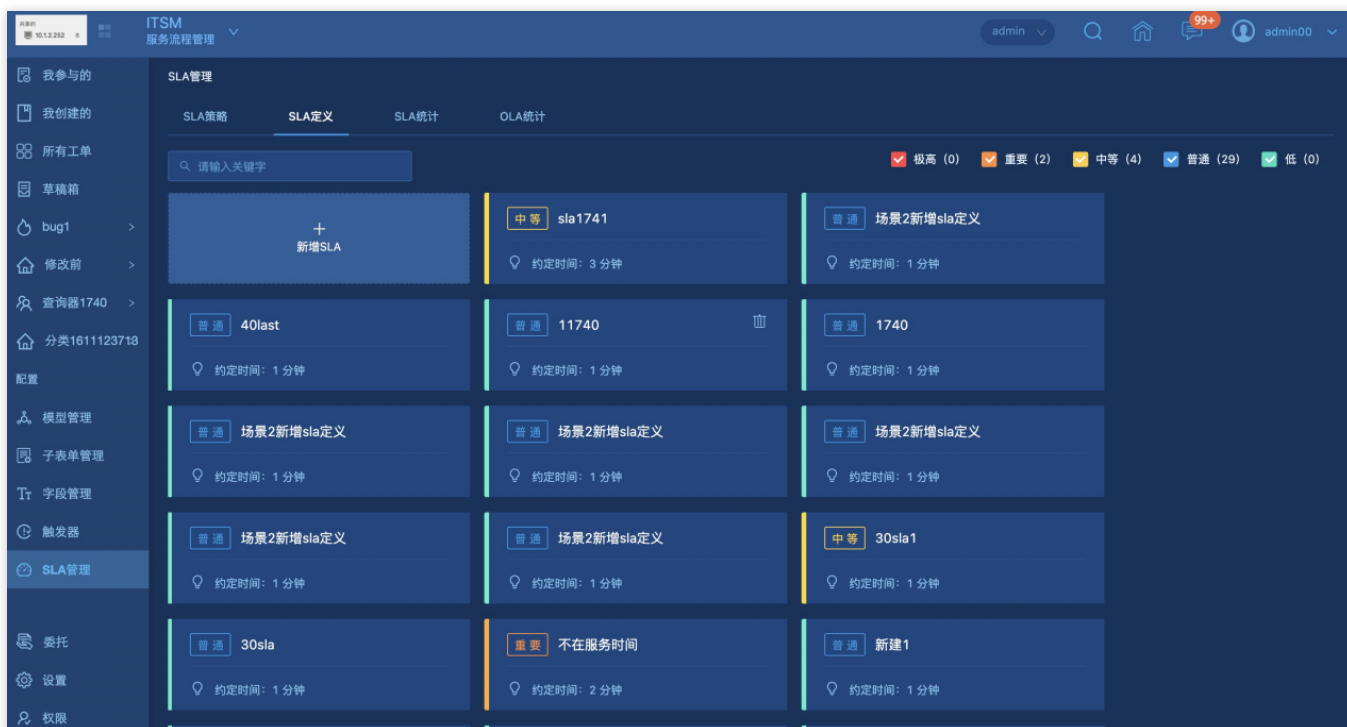 共享的
10.1.2.252
ITSM
服务流程管理
admin
99+
admin00
我参与的
我创建的
所有工单
草稿箱
bug1
修改前
查询器1740
分类1611123718
配置
模型管理
子表单管理
字段管理
触发器
SLA管理
委托
设置
权限
SLA管理
SLA策略
SLA定义
SLA统计
OLA统计
请输入关键字
极高 (0)
重要 (2)
中等 (4)
普通 (29)
低 (0)
新增SLA
中等 sla1741
约定时间：3 分钟
普通 场景2新增sla定义
约定时间：1 分钟
普通 40last
约定时间：1 分钟
普通 11740
约定时间：1 分钟
普通 1740
约定时间：1 分钟
普通 场景2新增sla定义
约定时间：1 分钟
普通 场景2新增sla定义
约定时间：1 分钟
普通 场景2新增sla定义
约定时间：1 分钟
普通 场景2新增sla定义
约定时间：1 分钟
普通 场景2新增sla定义
约定时间：1 分钟
中等 30sla1
约定时间：1 分钟
普通 30sla
约定时间：1 分钟
重要 不在服务时间
约定时间：2 分钟
普通 新建1
约定时间：1 分钟